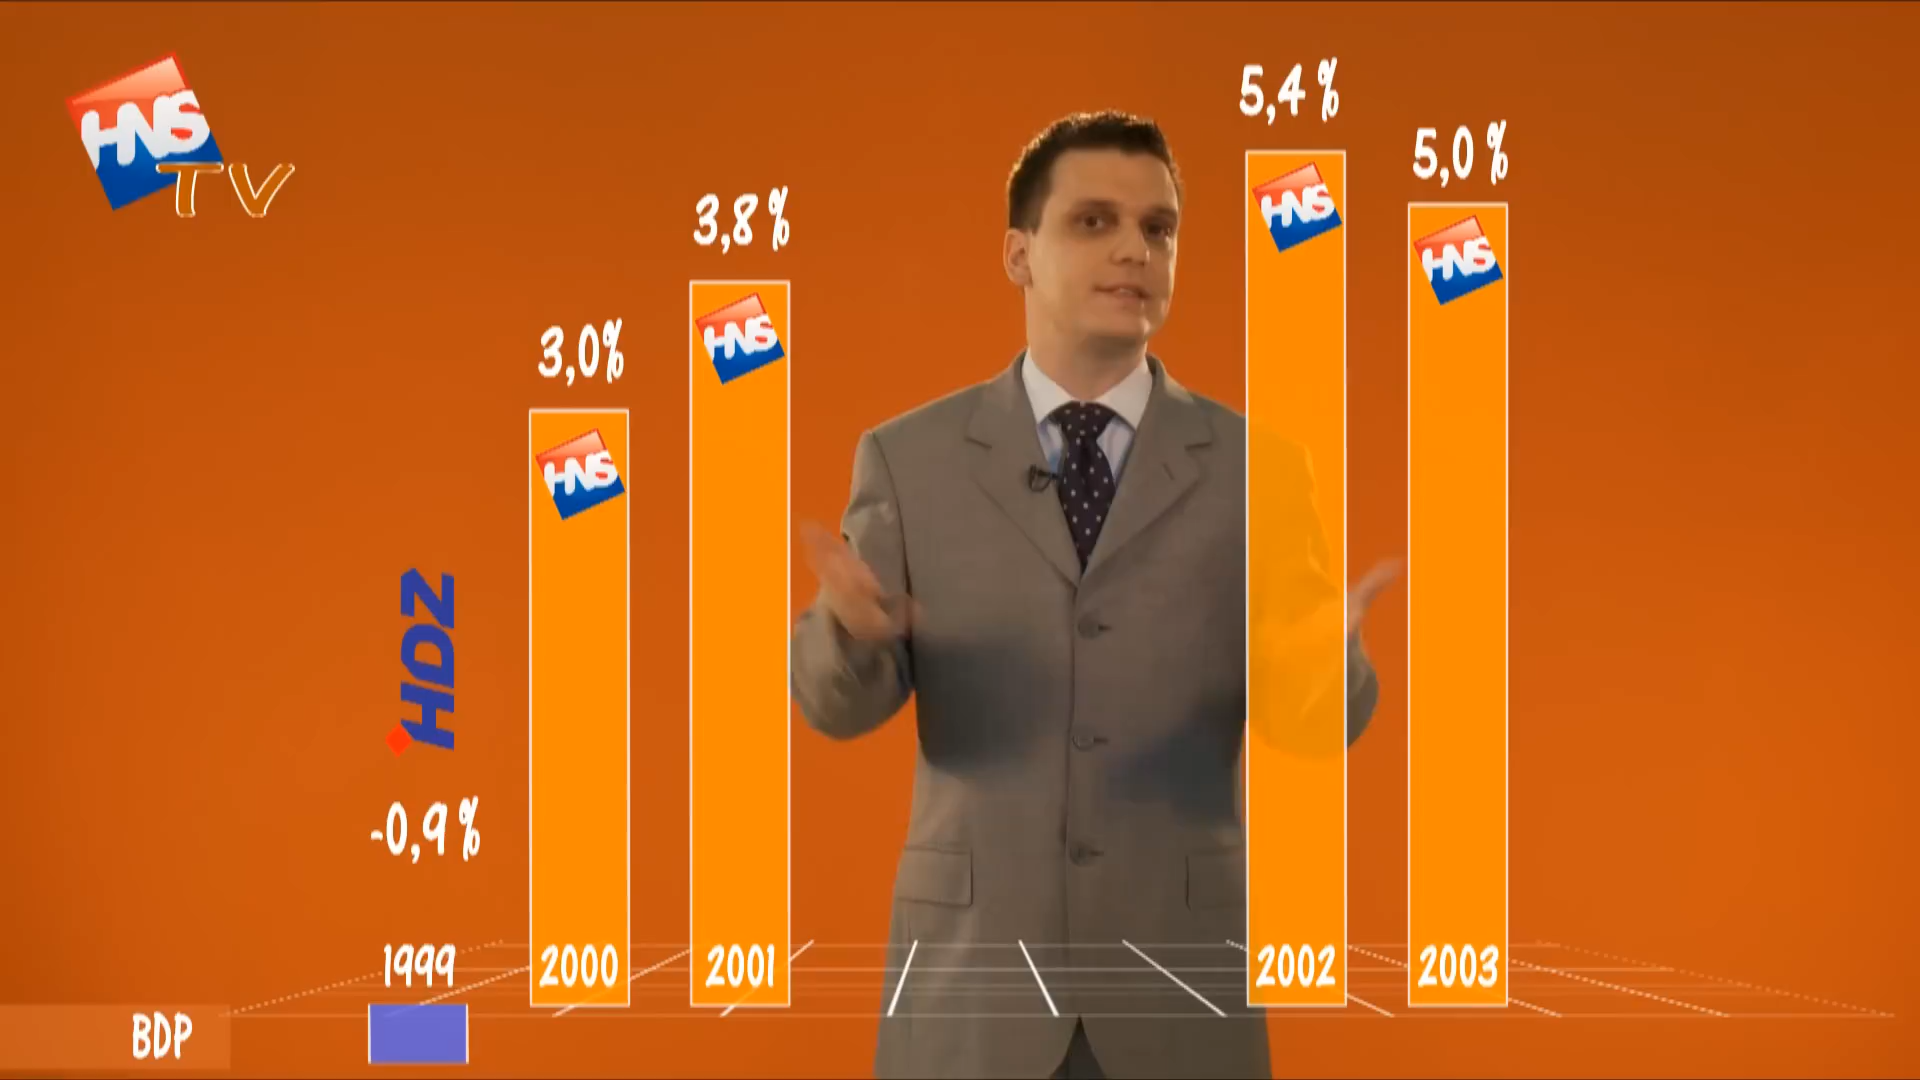 HNS
TV
HDZ
-0,9%
1999
3,0%
HNS
2000
3,8%
HNS
2001
5,4%
HNS
2002
5,0%
HNS
2003
BDP